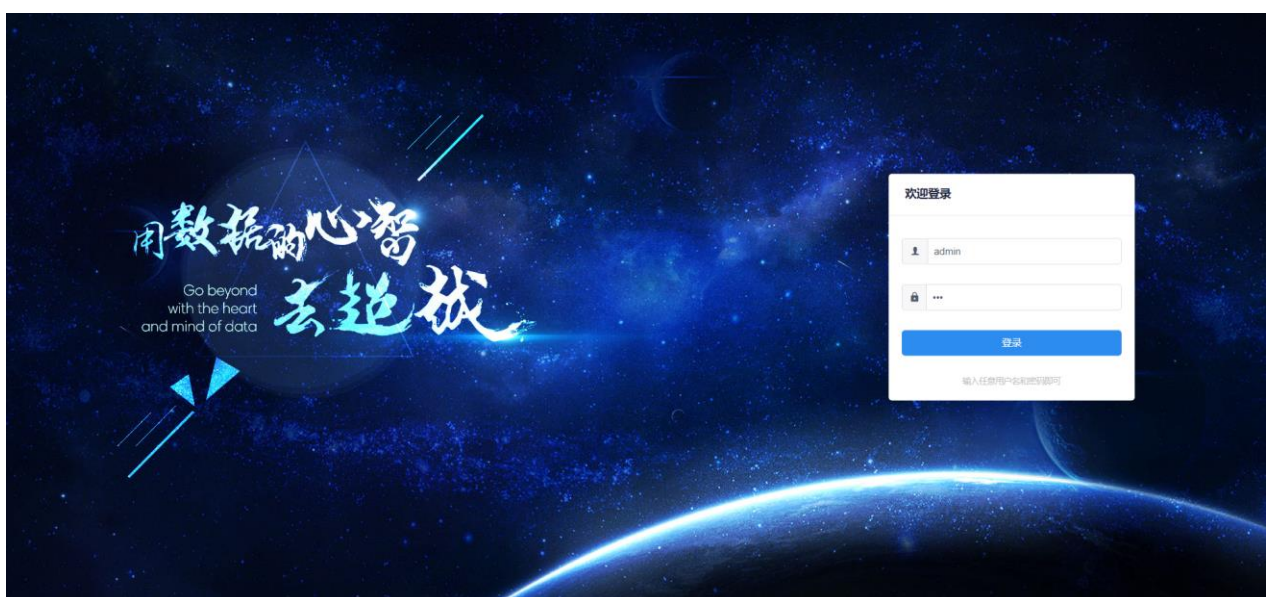 用数据的心智
去超越
Go beyond
with the heart
and mind of data
欢迎登录
admin
•••
登录
输入任意用户名和密码即可